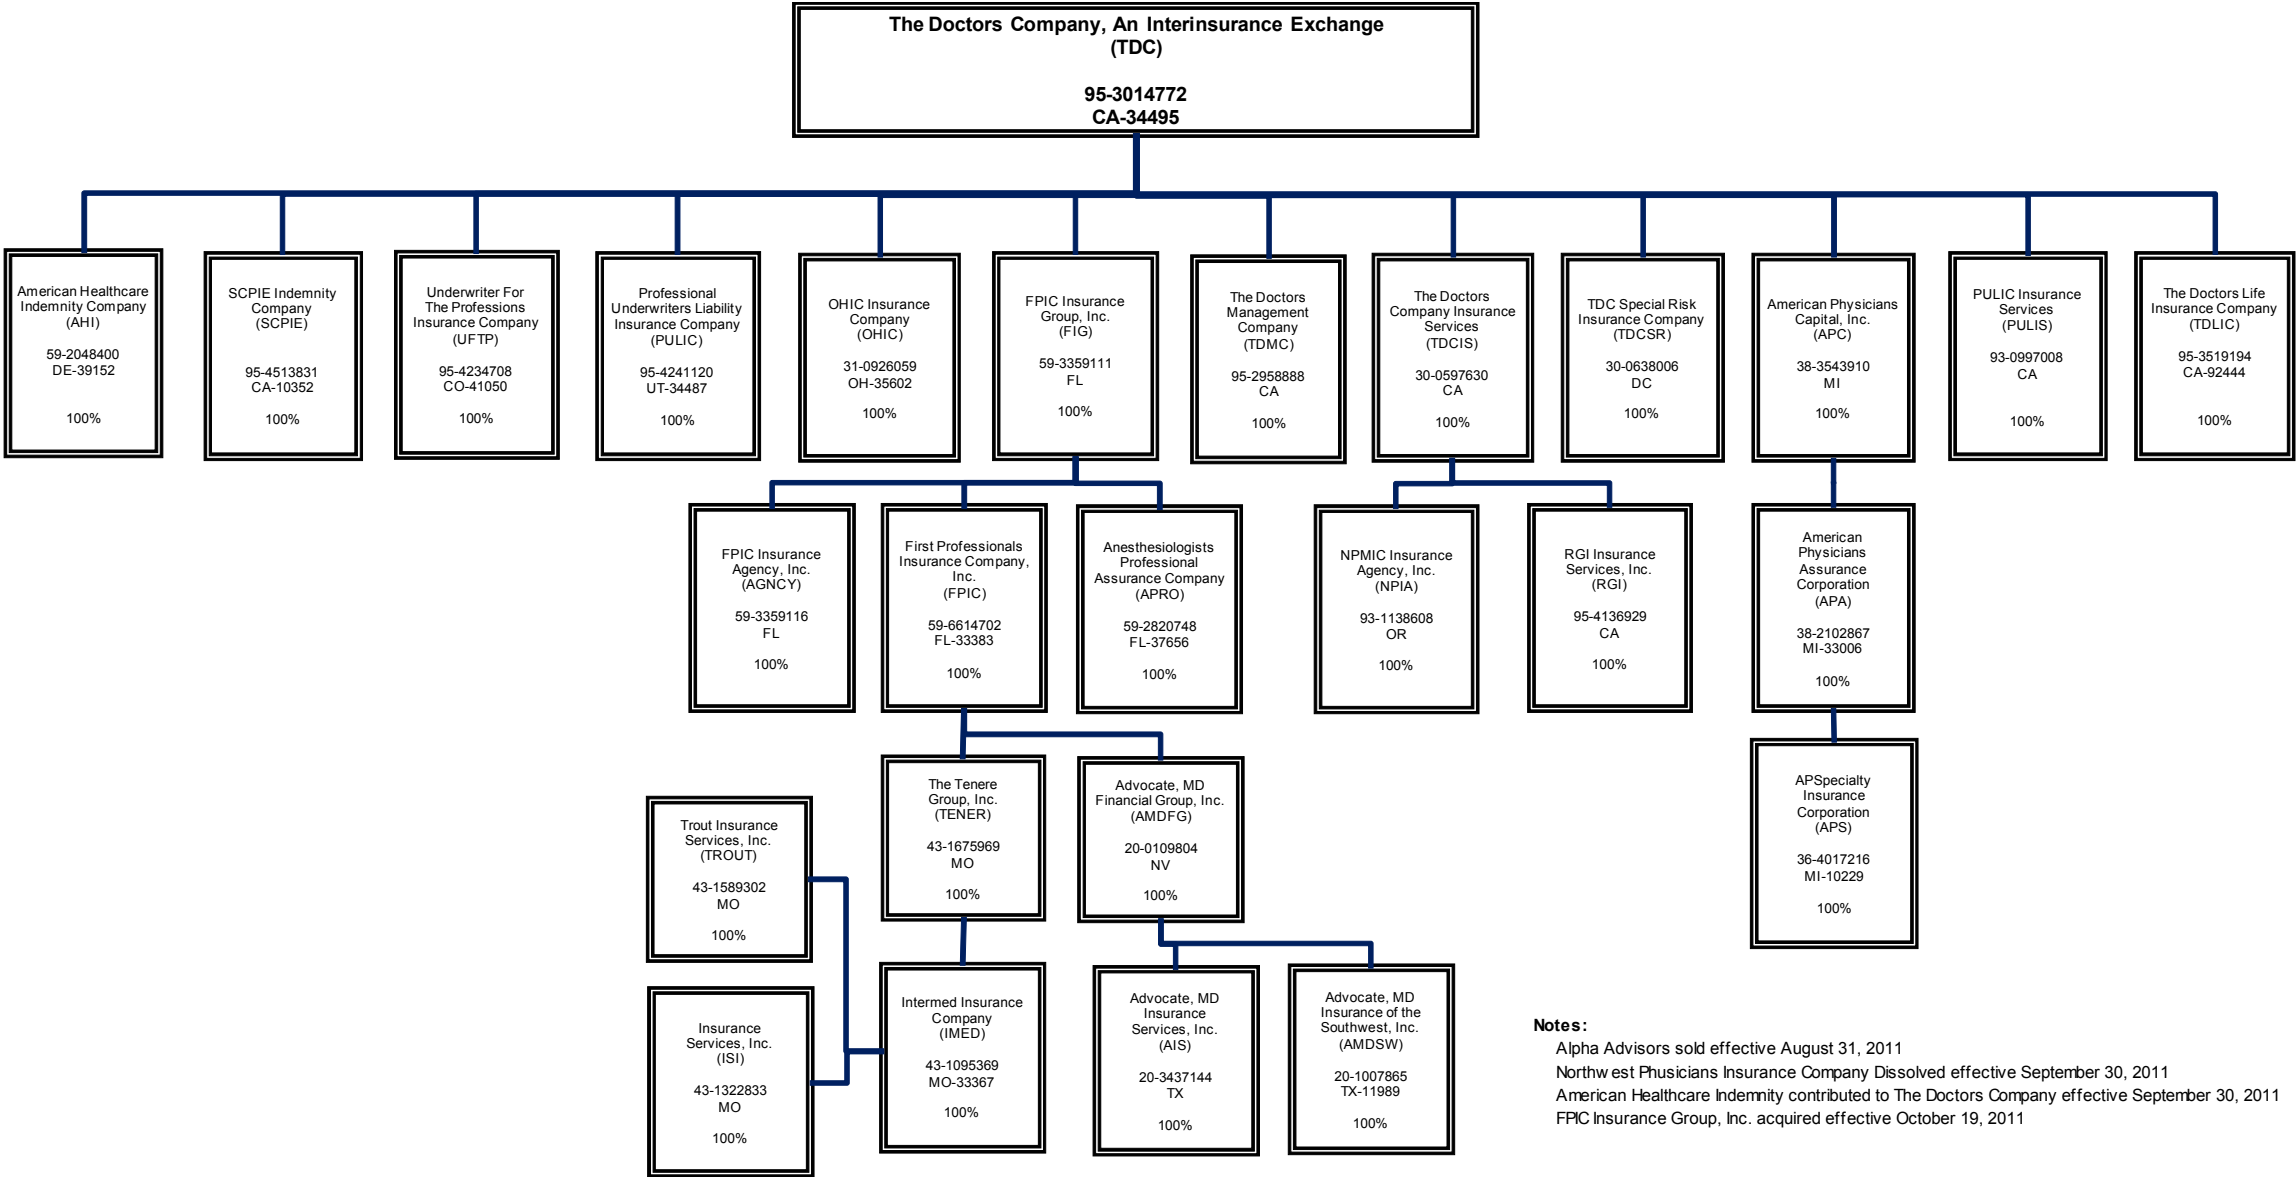 The Doctors Company, An Interinsurance Exchange
(TDC)
95-3014772
CA-34495
American Healthcare
Indemnity Company
(AHI)
59-2048400
DE-39152
100%
SCPIE Indemnity
Company
(SCPIE)
95-4513831
CA-10352
100%
Underwriter For
The Professions
Insurance Company
(UFTP)
95-4234708
CO-41050
100%
Professional
Underwriters Liability
Insurance Company
(PULIC)
95-4241120
UT-34487
100%
OHIC Insurance
Company
(OHIC)
31-0926059
OH-35602
100%
FPIC Insurance
Group, Inc.
(FIG)
59-3359111
FL
100%
The Doctors
Management
Company
(TDMC)
95-2958888
CA
100%
The Doctors
Company Insurance
Services
(TDCIS)
30-0597630
CA
100%
TDC Special Risk
Insurance Company
(TDCSR)
30-0638006
DC
100%
American Physicians
Capital, Inc.
(APC)
38-3543910
MI
100%
PULIC Insurance
Services
(PULIS)
93-0997008
CA
100%
The Doctors Life
Insurance Company
(TDLIC)
95-3519194
CA-92444
100%
FPIC Insurance
Agency, Inc.
(AGNCY)
59-3359116
FL
100%
First Professionals
Insurance Company,
Inc.
(FPIC)
59-6614702
FL-33383
100%
Anesthesiologists
Professional
Assurance Company
(APRO)
59-2820748
FL-37656
100%
NPMIC Insurance
Agency, Inc.
(NPIA)
93-1138608
OR
100%
RGI Insurance
Services, Inc.
(RGI)
95-4136929
CA
100%
American
Physicians
Assurance
Corporation
(APA)
38-2102867
MI-33006
100%
Trout Insurance
Services, Inc.
(TROUT)
43-1589302
MO
100%
The Tenere
Group, Inc.
(TENER)
43-1675969
MO
100%
Advocate, MD
Financial Group, Inc.
(AMDFG)
20-0109804
NV
100%
APSpecialty
Insurance
Corporation
(APS)
36-4017216
MI-10229
100%
Insurance
Services, Inc.
(ISI)
43-1322833
MO
100%
Intermed Insurance
Company
(IMED)
43-1095369
MO-33367
100%
Advocate, MD
Insurance
Services, Inc.
(AIS)
20-3437144
TX
100%
Advocate, MD
Insurance of the
Southwest, Inc.
(AMDSW)
20-1007865
TX-11989
100%
Notes:
Alpha Advisors sold effective August 31, 2011
Northwest Phusicians Insurance Company Dissolved effective September 30, 2011
American Healthcare Indemnity contributed to The Doctors Company effective September 30, 2011
FPIC Insurance Group, Inc. acquired effective October 19, 2011